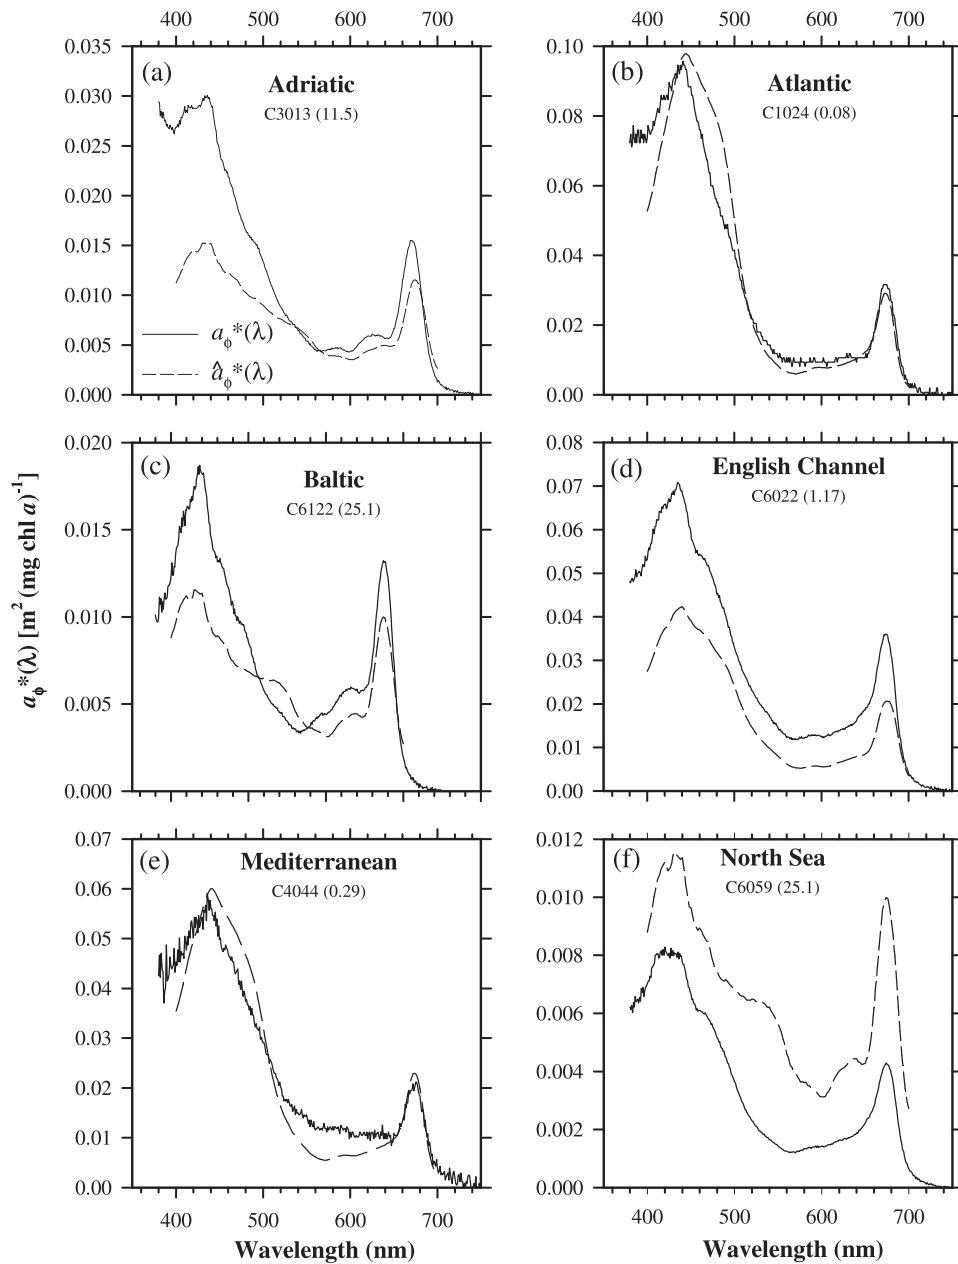 400 500 600 700 400 500 600 700
0.035
0.030
0.025
0.020
0.015
0.010
0.005
0.000
(a)
Adriatic
C3013 (11.5)
aϕ*(λ)
âϕ*(λ)
0.10
0.08
0.06
0.04
0.02
0.00
(b)
Atlantic
C1024 (0.08)
aϕ*(λ) [m² (mg chl a)⁻¹]
0.020
0.015
0.010
0.005
0.000
(c)
Baltic
C6122 (25.1)
0.08
0.07
0.06
0.05
0.04
0.03
0.02
0.01
0.00
(d)
English Channel
C6022 (1.17)
0.07
0.06
0.05
0.04
0.03
0.02
0.01
0.00
(e)
Mediterranean
C4044 (0.29)
0.012
0.010
0.008
0.006
0.004
0.002
0.000
(f)
North Sea
C6059 (25.1)
400 500 600 700 400 500 600 700
Wavelength (nm) Wavelength (nm)